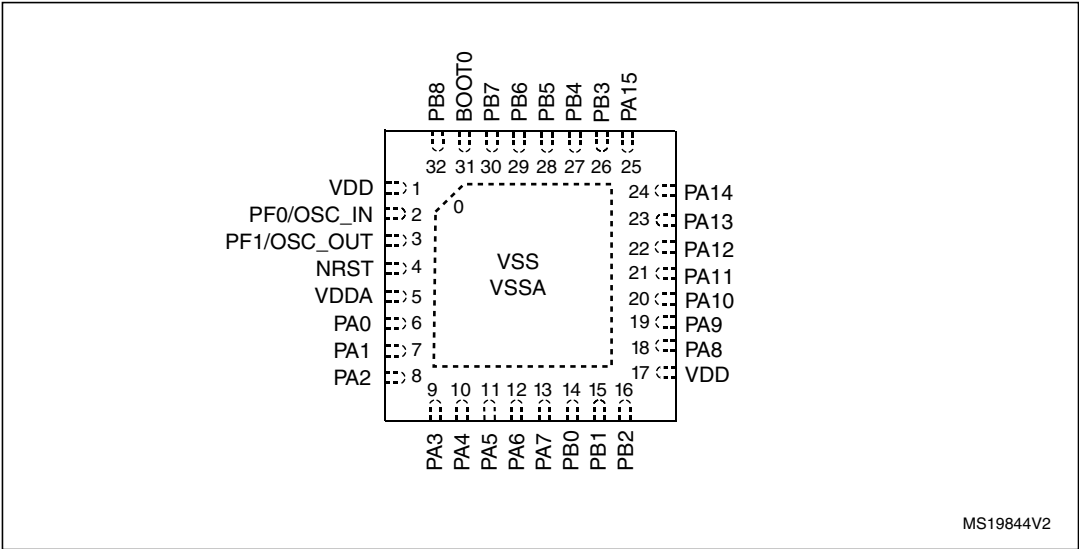 PB8 BOOT0 PB7 PB6 PB5 PB4 PB3 PA15
32 31 30 29 28 27 26 25
VDD 1
PF0/OSC_IN 2
PF1/OSC_OUT 3
NRST 4
VDDA 5
PA0 6
PA1 7
PA2 8
0
VSS
VSSA
24 PA14
23 PA13
22 PA12
21 PA11
20 PA10
19 PA9
18 PA8
17 VDD
9 10 11 12 13 14 15 16
PA3 PA4 PA5 PA6 PA7 PB0 PB1 PB2
MS19844V2